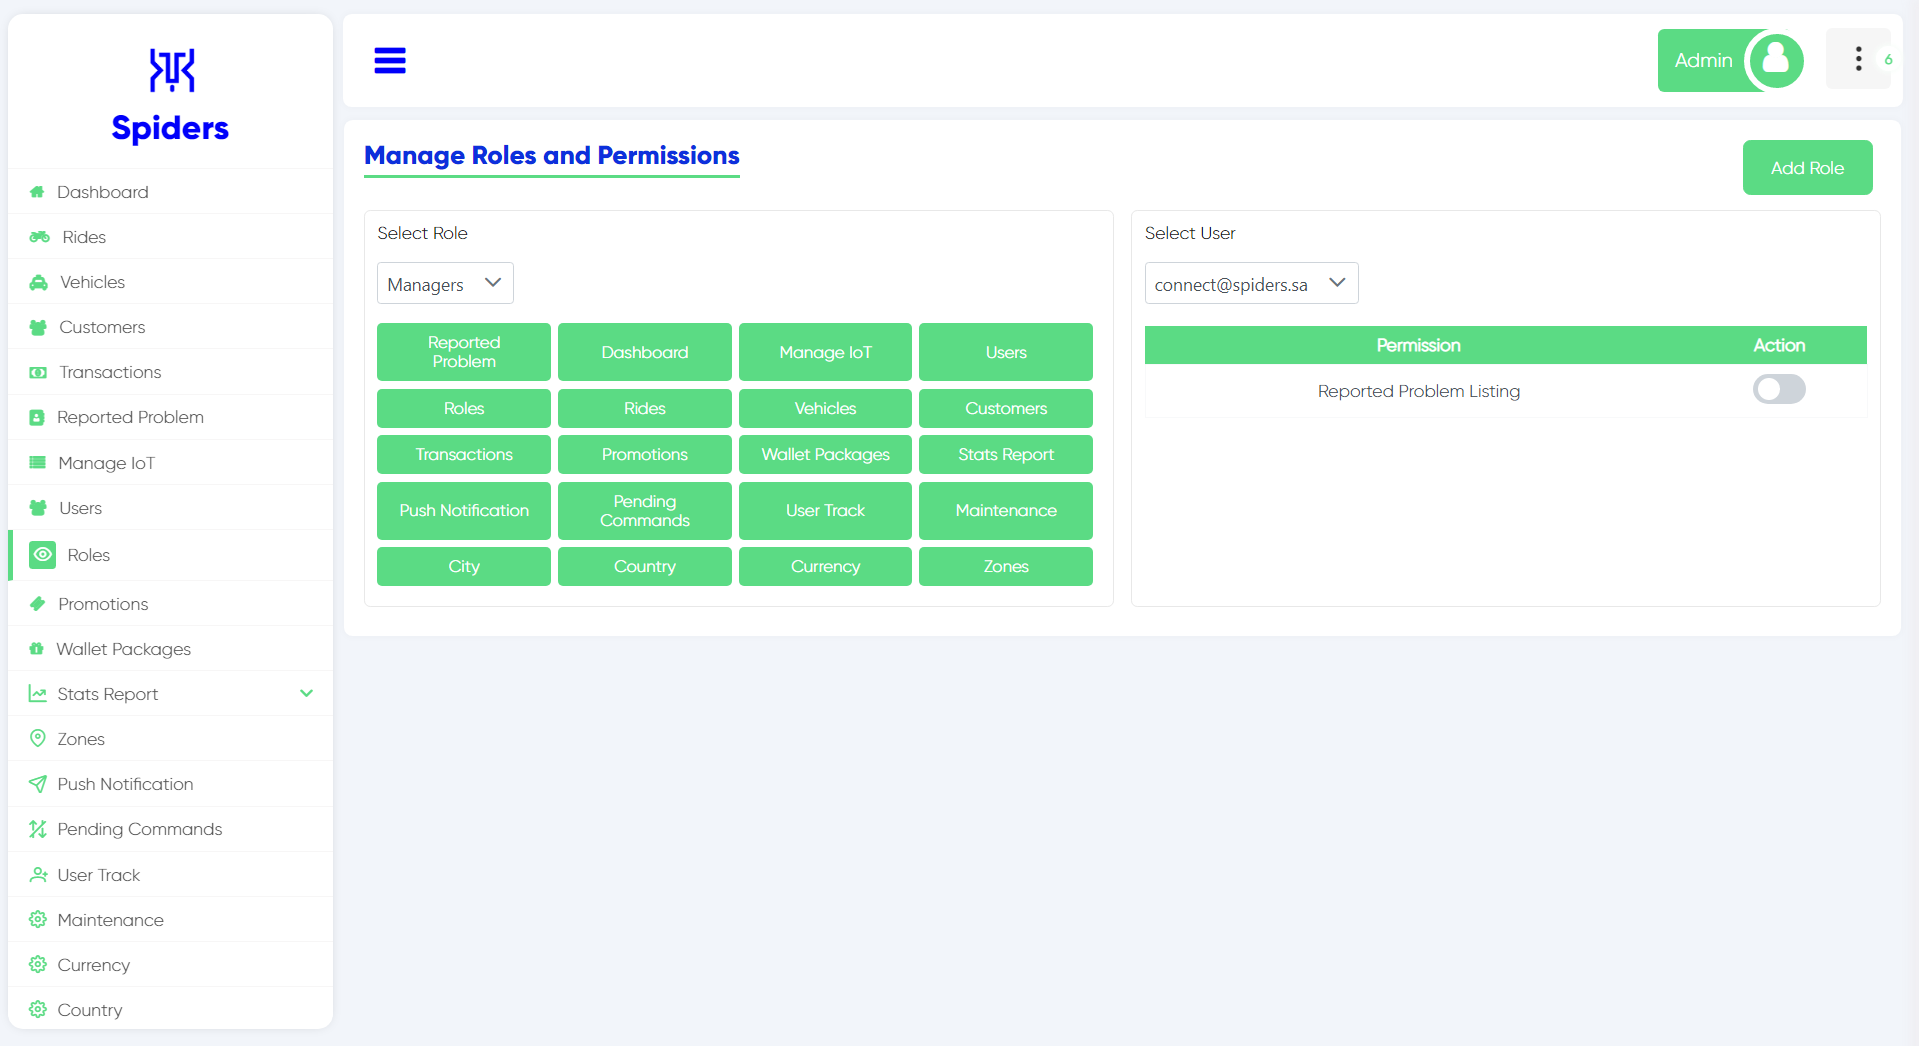 Spiders
Dashboard
Rides
Vehicles
Customers
Transactions
Reported Problem
Manage IoT
Users
Roles
Promotions
Wallet Packages
Stats Report
Zones
Push Notification
Pending Commands
User Track
Maintenance
Currency
Country
Admin
6
Manage Roles and Permissions
Add Role
Select Role
Managers
Reported
Problem
Dashboard
Manage IoT
Users
Roles
Rides
Vehicles
Customers
Transactions
Promotions
Wallet Packages
Stats Report
Push Notification
Pending
Commands
User Track
Maintenance
City
Country
Currency
Zones
Select User
connect@spiders.sa
Permission Action
Reported Problem Listing